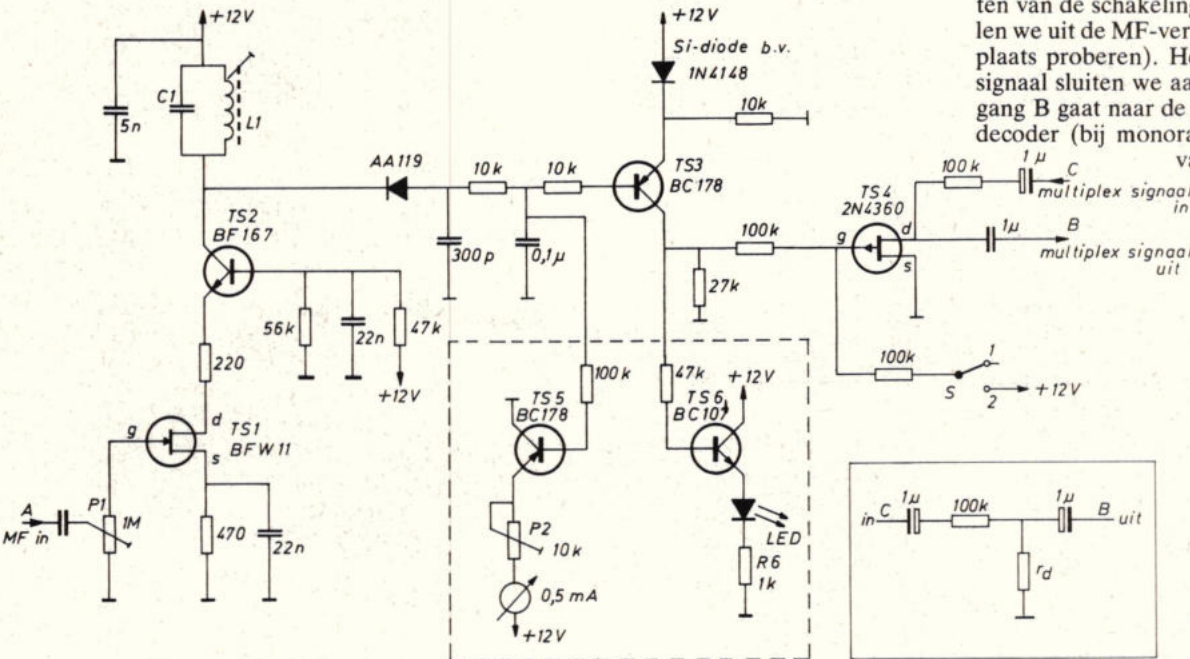 ten van de schakeling
len we uit de MF-ver
plaats proberen). He
signaal sluiten we aa
gang B gaat naar de
decoder (bij monora
va
+12V
5n
C1
L1
AA119
10k
10k
300p
0,1µ
TS2
BF167
56k
22n
47k
+12V
220
TS1
BFW11
g
d
s
A
MF in
P1
1M
470
22n
+12V
Si-diode b.v.
1N4148
10k
TS3
BC178
100k
27k
TS4
2N4360
g
d
s
100k
1µ
C
multiplex signaal
in
1µ
B
multiplex signaal
uit
100k
S
1
2
+12V
100k
TS5
BC178
P2
10k
0,5 mA
+12V
47k
+12V
TS6
BC107
LED
R6
1k
in
C
1µ
100k
1µ
B
uit
rd